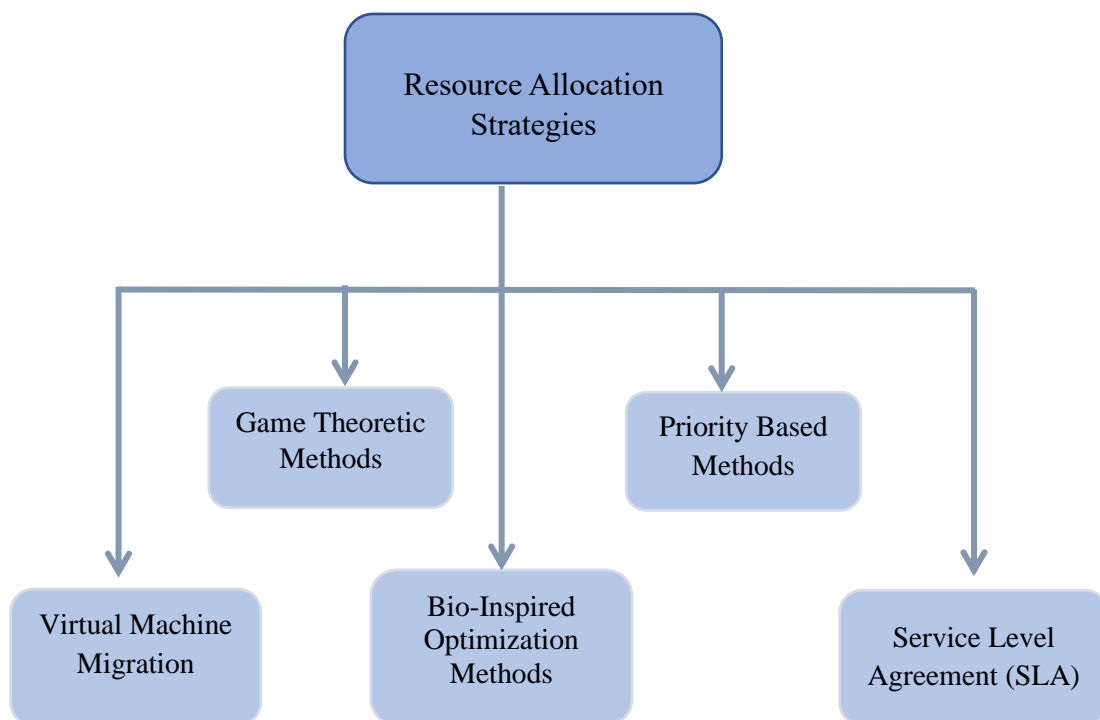 Resource Allocation
Strategies
Game Theoretic
Methods
Priority Based
Methods
Virtual Machine
Migration
Bio-Inspired
Optimization
Methods
Service Level
Agreement (SLA)